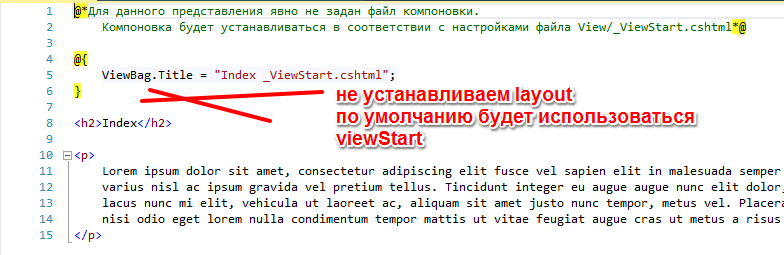 1 @*Для данного представления явно не задан файл компоновки.
2 Компоновка будет устанавливаться в соответствии с настройками файла View/_ViewStart.cshtml*@
3
4 @{
5 ViewBag.Title = "Index _ViewStart.cshtml";
6 }
7
не устанавливаем layout
по умолчанию будет использоваться
viewStart
8 <h2>Index</h2>
9
10 <p>
11 Lorem ipsum dolor sit amet, consectetur adipiscing elit fusce vel sapien elit in malesuada semper
12 varius nisl ac ipsum gravida vel pretium tellus. Tincidunt integer eu augue augue nunc elit dolor,
13 lacus nunc mi elit, vehicula ut laoreet ac, aliquam sit amet justo nunc tempor, metus vel. Placera
14 nisi odio eget lorem nulla condimentum tempor mattis ut vitae feugiat augue cras ut metus a risus
15 </p>